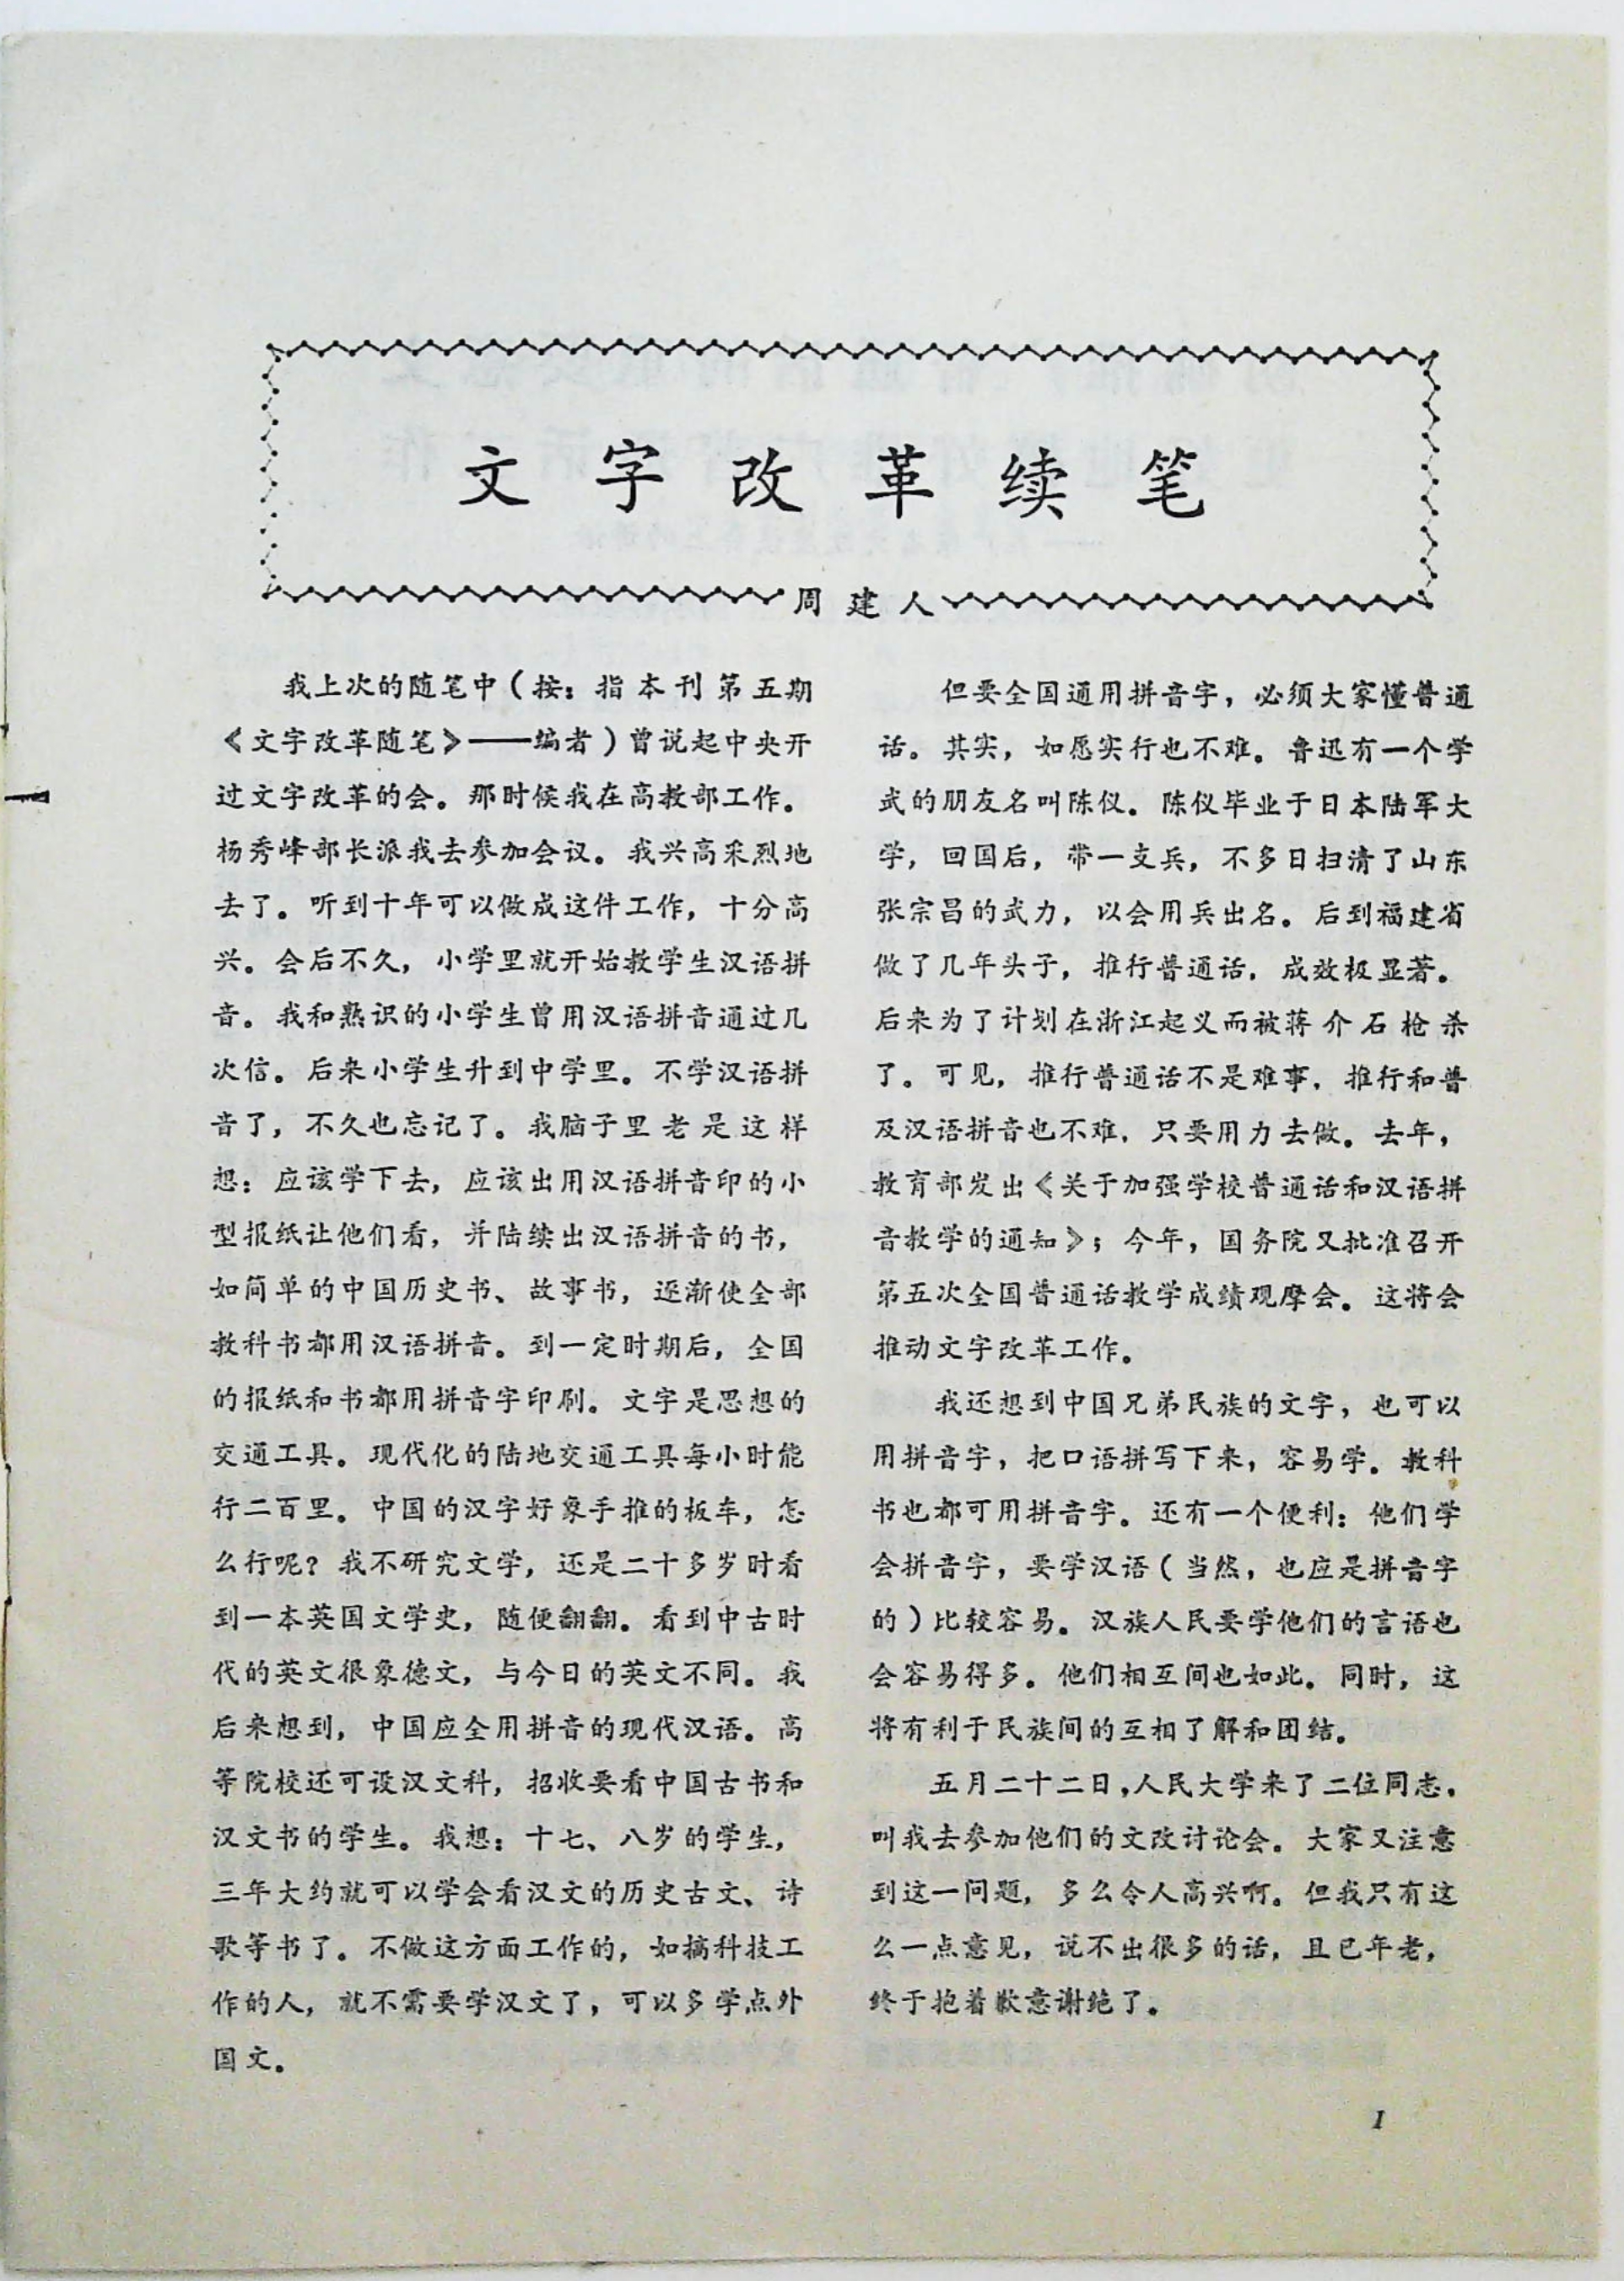 文字改革续笔
周建人
我上次的随笔中(按：指本刊第五期
《文字改革随笔》——编者)曾说起中央开
过文字改革的会。那时候我在高教部工作。
杨秀峰部长派我去参加会议。我兴高采烈地
去了。听到十年可以做成这件工作，十分高
兴。会后不久，小学里就开始教学生汉语拼
音。我和熟识的小学生曾用汉语拼音通过几
次信。后来小学生升到中学里。不学汉语拼
音了，不久也忘记了。我脑子里老是这样
想：应该学下去，应该出用汉语拼音印的小
型报纸让他们看，并陆续出汉语拼音的书，
如简单的中国历史书、故事书，逐渐使全部
教科书都用汉语拼音。到一定时期后，全国
的报纸和书都用拼音字印刷。文字是思想的
交通工具。现代化的陆地交通工具每小时能
行二百里。中国的汉字好象手推的板车，怎
么行呢？我不研究文学，还是二十多岁时看
到一本英国文学史，随便翻翻。看到中古时
代的英文很象德文，与今日的英文不同。我
后来想到，中国应全用拼音的现代汉语。高
等院校还可设汉文科，招收要看中国古书和
汉文书的学生。我想：十七、八岁的学生，
三年大约就可以学会看汉文的历史古文、诗
歌等书了。不做这方面工作的，如搞科技工
作的人，就不需要学汉文了，可以多学点外
国文。
但要全国通用拼音字，必须大家懂普通
话。其实，如愿实行也不难。鲁迅有一个学
武的朋友名叫陈仪。陈仪毕业于日本陆军大
学，回国后，带一支兵，不多日扫清了山东
张宗昌的武力，以会用兵出名。后到福建省
做了几年头子，推行普通话，成效极显著。
后来为了计划在浙江起义而被蒋介石枪杀
了。可见，推行普通话不是难事，推行和普
及汉语拼音也不难，只要用力去做。去年，
教育部发出《关于加强学校普通话和汉语拼
音教学的通知》；今年，国务院又批准召开
第五次全国普通话教学成绩观摩会。这将会
推动文字改革工作。
我还想到中国兄弟民族的文字，也可以
用拼音字，把口语拼写下来，容易学。教科
书也都可用拼音字。还有一个便利：他们学
会拼音字，要学汉语(当然，也应是拼音字
的)比较容易。汉族人民要学他们的言语也
会容易得多。他们相互间也如此。同时，这
将有利于民族间的互相了解和团结。
五月二十二日，人民大学来了二位同志，
叫我去参加他们的文改讨论会。大家又注意
到这一问题，多么令人高兴啊。但我只有这
么一点意见，说不出很多的话，且已年老，
终于抱着歉意谢绝了。
1